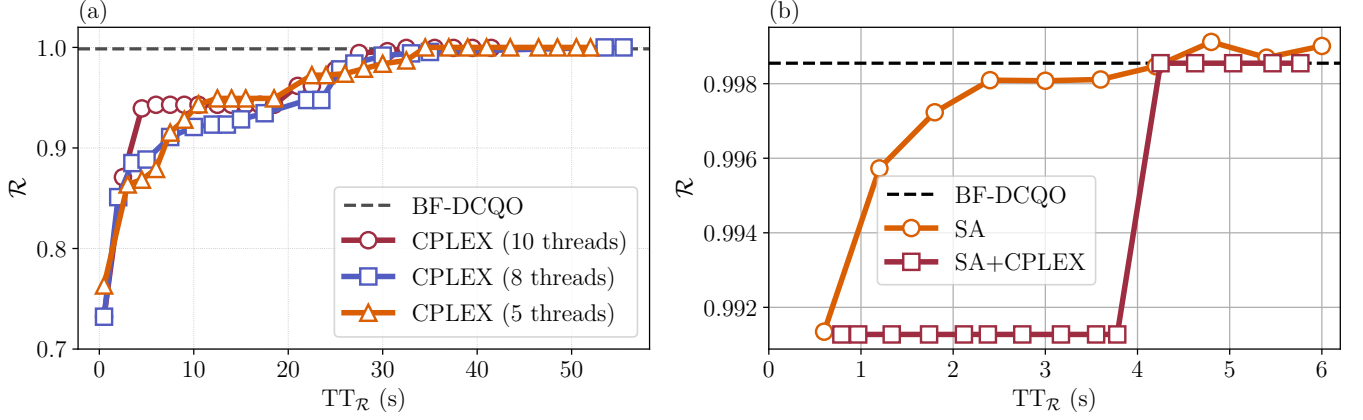 (a)
1.0
0.9
0.8
0.7
ℛ
BF-DCQO
CPLEX (10 threads)
CPLEX (8 threads)
CPLEX (5 threads)
0 10 20 30 40 50
TTℛ (s)
(b)
0.998
0.996
0.994
0.992
ℛ
BF-DCQO
SA
SA+CPLEX
0 1 2 3 4 5 6
TTℛ (s)